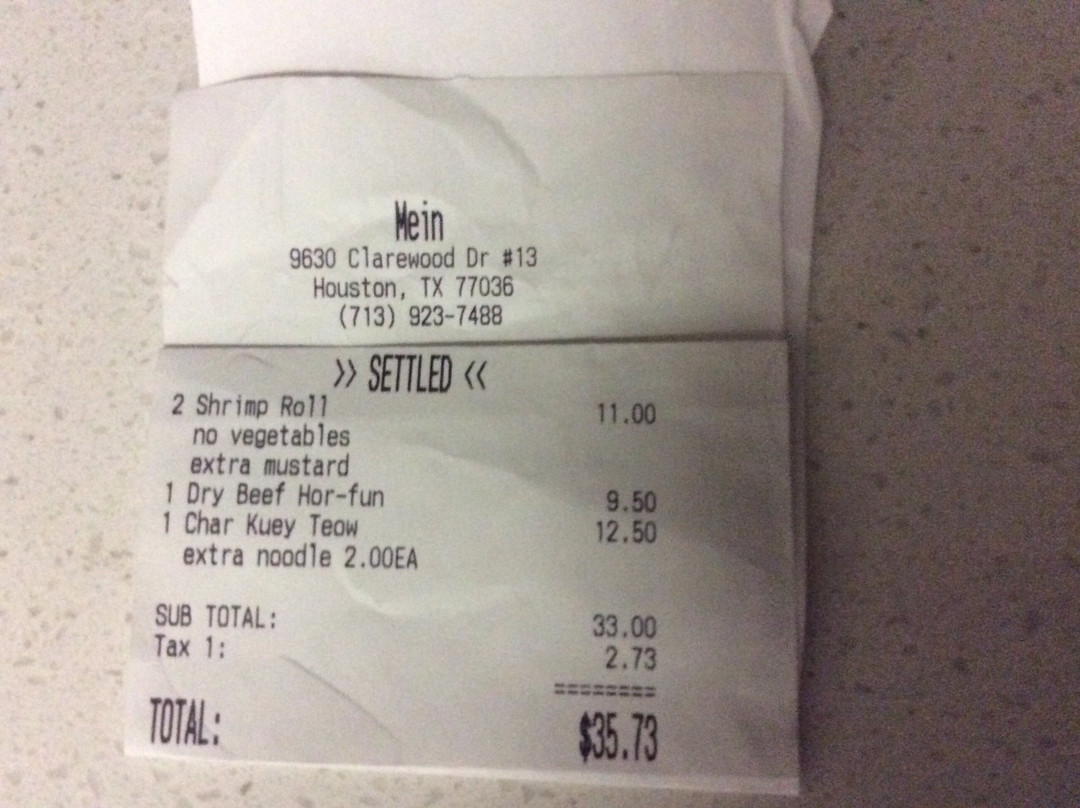 Mein
9630 Clarewood Dr #13
Houston, TX 77036
(713) 923-7488
>> SETTLED <<
2 Shrimp Roll 11.00
no vegetables
extra mustard
1 Dry Beef Hor-fun 9.50
1 Char Kuey Teow 12.50
extra noodle 2.00EA
SUB TOTAL: 33.00
Tax 1: 2.73
========
TOTAL: $35.73